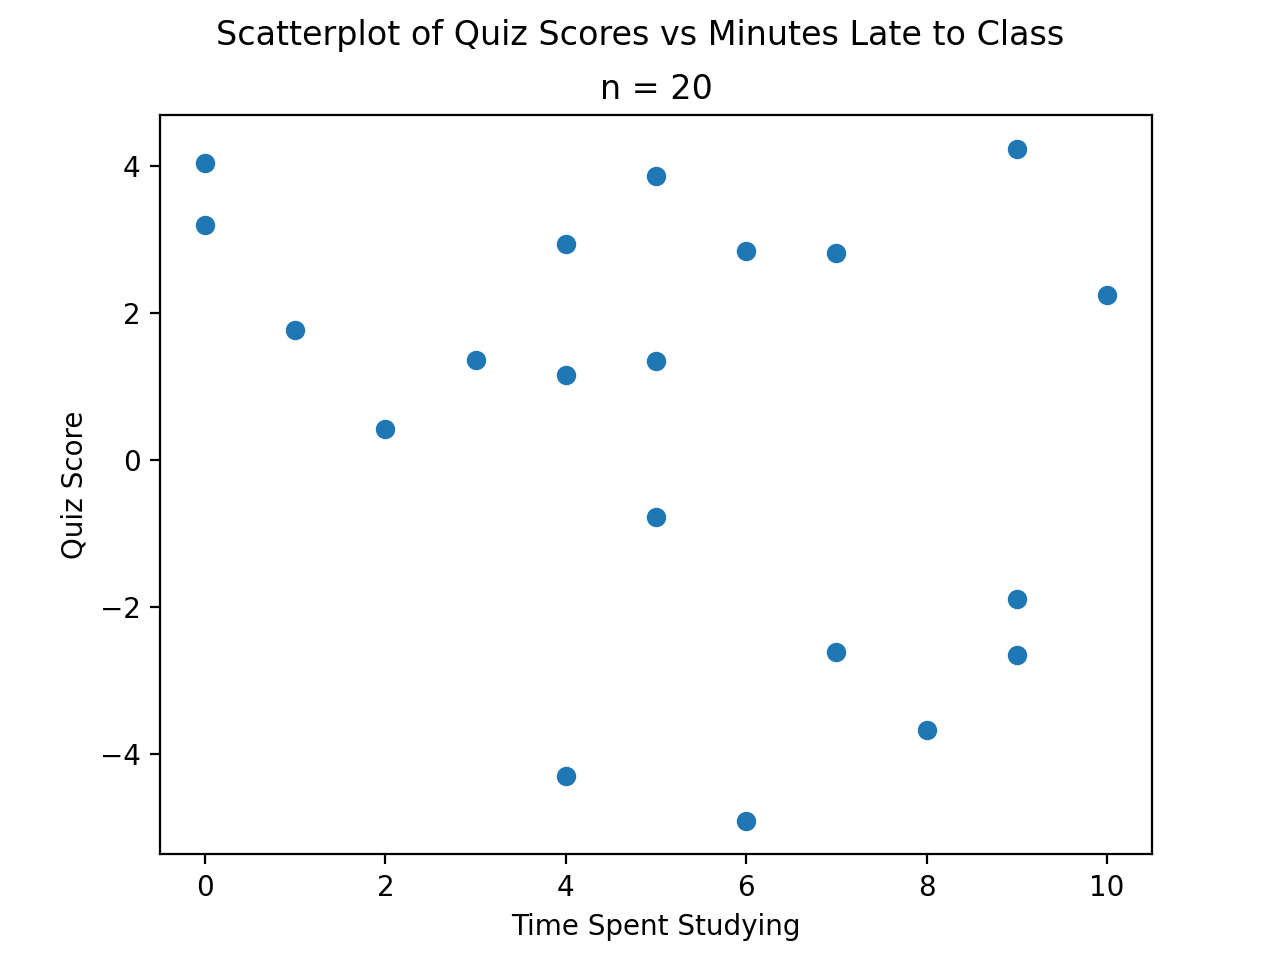 Scatterplot of Quiz Scores vs Minutes Late to Class
n = 20
4
2
0
−2
−4
Quiz Score
0 2 4 6 8 10
Time Spent Studying